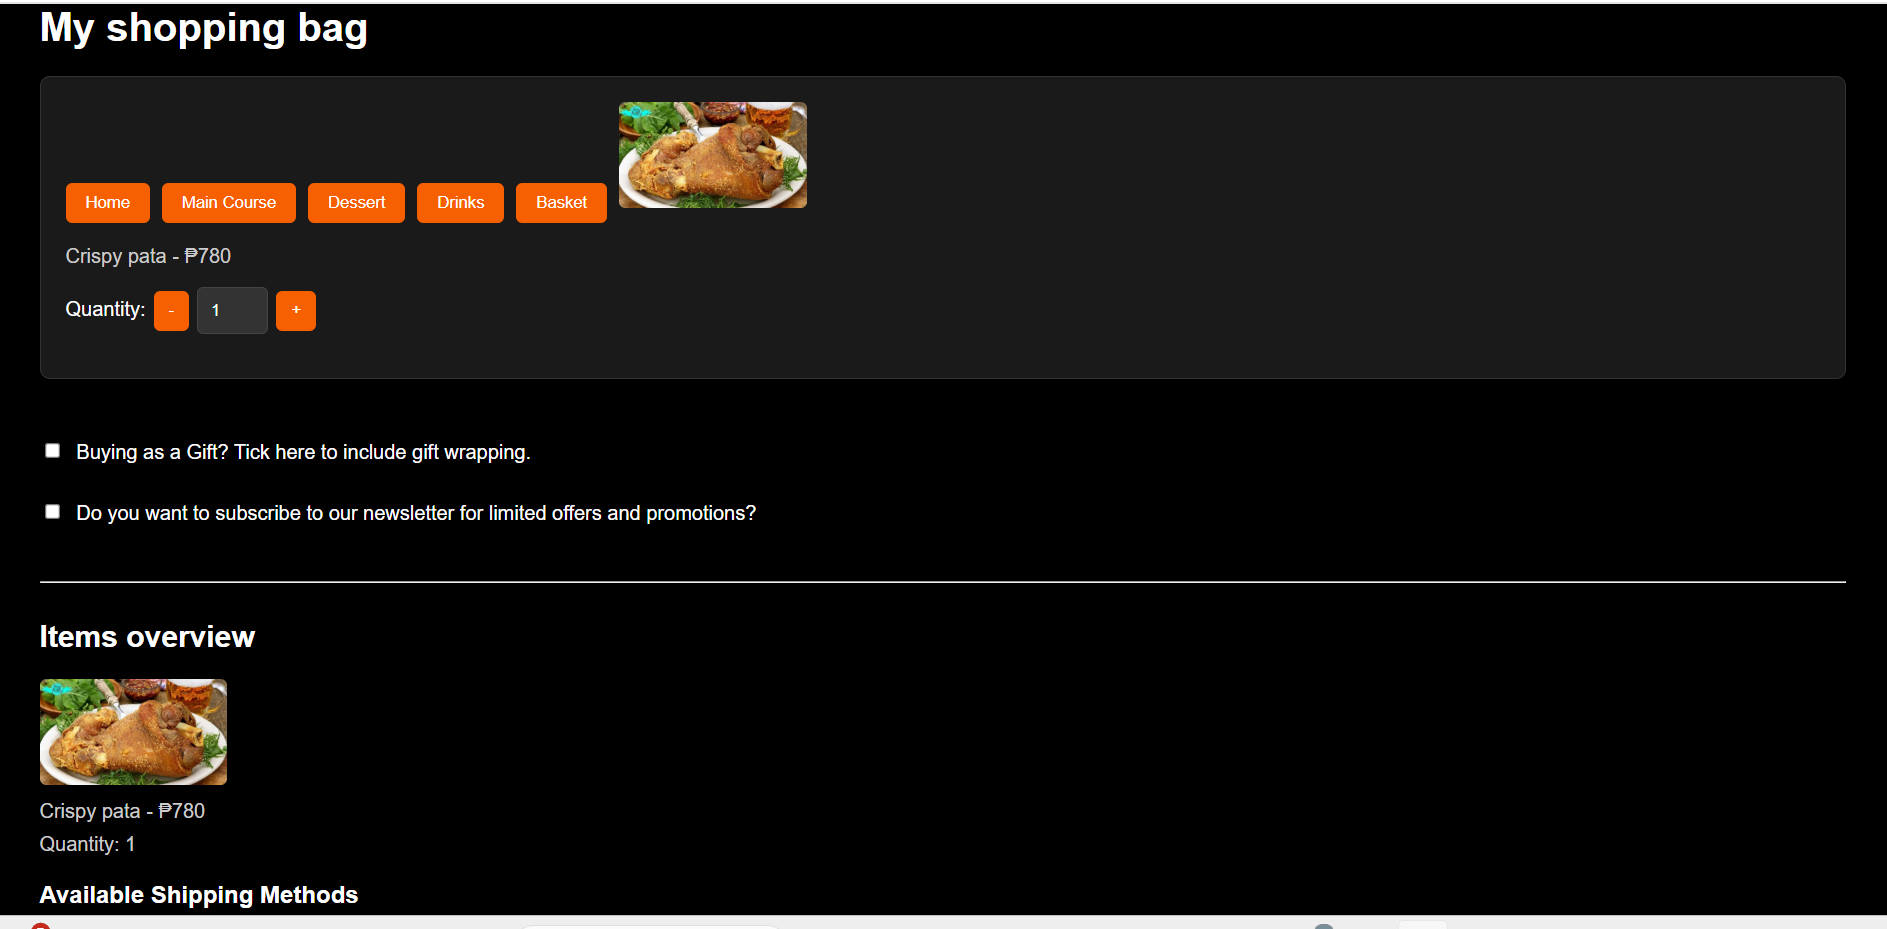 My shopping bag
Home Main Course Dessert Drinks Basket
Crispy pata - ₱780
Quantity: - 1 +
Buying as a Gift? Tick here to include gift wrapping.
Do you want to subscribe to our newsletter for limited offers and promotions?
Items overview
Crispy pata - ₱780
Quantity: 1
Available Shipping Methods